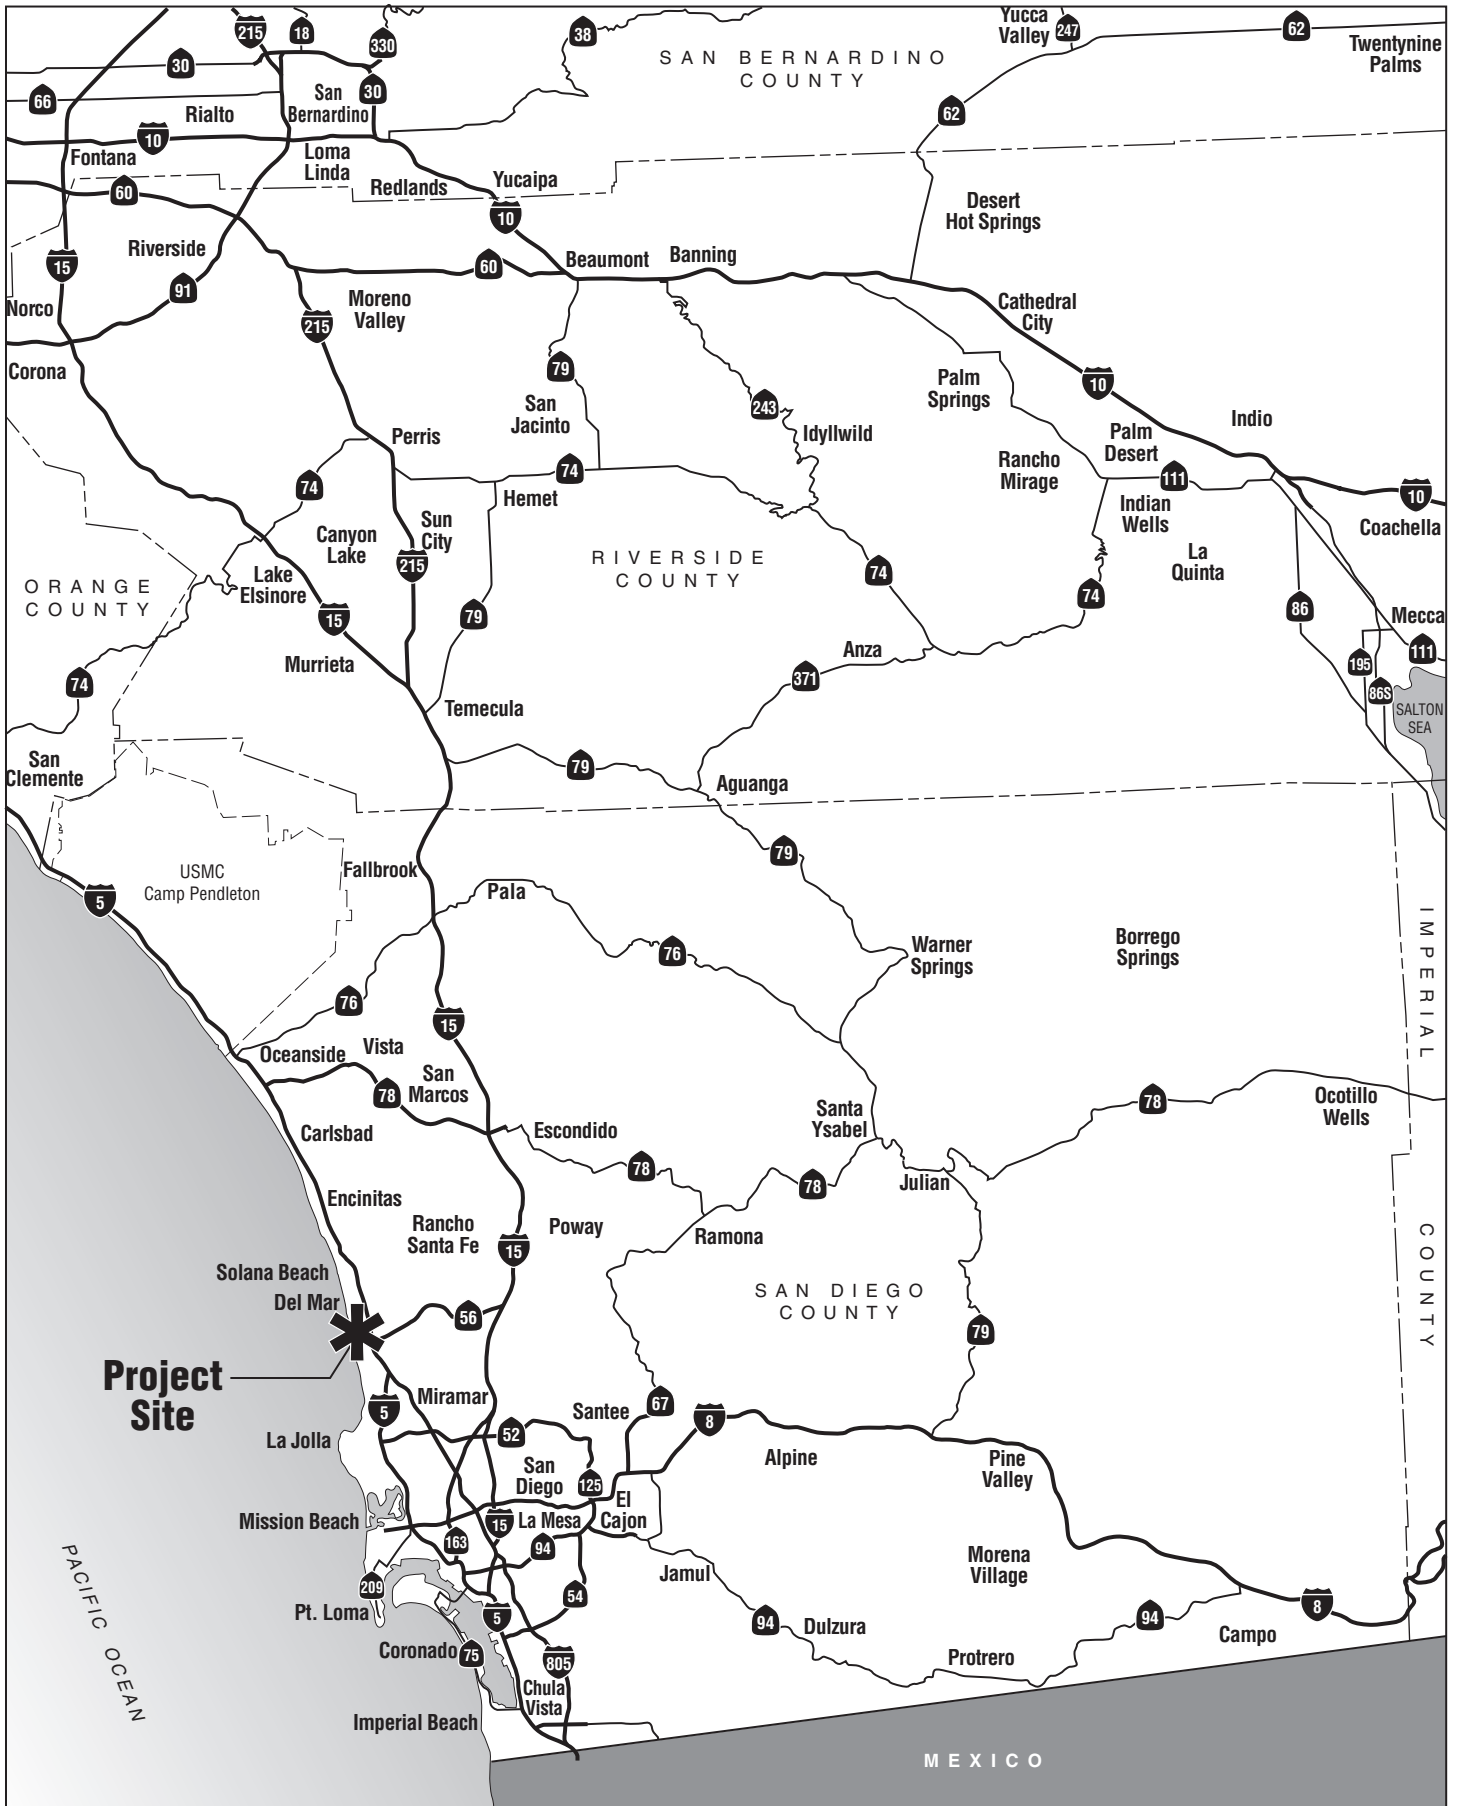 215
18
330
38
Yucca
Valley
247
62
Twentynine
Palms
30
SAN BERNARDINO
COUNTY
66
Rialto
San
Bernardino
30
62
10
Fontana
Loma
Linda
60
Redlands
Yucaipa
10
Desert
Hot Springs
Riverside
15
60
Beaumont
Banning
91
Norco
Moreno
Valley
215
Cathedral
City
Corona
79
243
Palm
Springs
10
San
Jacinto
Idyllwild
Indio
Perris
Palm
Desert
Rancho
Mirage
111
74
74
Hemet
Indian
Wells
10
Coachella
Canyon
Lake
Sun
City
215
RIVERSIDE
COUNTY
La
Quinta
ORANGE
COUNTY
Lake
Elsinore
15
79
74
74
86
Mecca
Murrieta
Anza
371
195
111
74
86S
SALTON
SEA
Temecula
San
Clemente
79
Aguanga
79
USMC
Camp Pendleton
Fallbrook
5
Pala
76
Warner
Springs
Borrego
Springs
IMPERIAL
76
15
Oceanside
Vista
San
Marcos
78
78
Ocotillo
Wells
Carlsbad
Escondido
Santa
Ysabel
78
78
Julian
Encinitas
Rancho
Santa Fe
Poway
15
Ramona
COUNTY
Solana Beach
Del Mar
56
SAN DIEGO
COUNTY
79
Project
Site
Miramar
5
Santee
67
8
La Jolla
52
Alpine
Pine
Valley
San
Diego
125
El
Cajon
Mission Beach
15
La Mesa
163
94
PACIFIC OCEAN
Jamul
Morena
Village
209
54
Pt. Loma
5
94
Dulzura
94
8
Campo
Coronado
75
805
Protrero
Chula
Vista
Imperial Beach
MEXICO